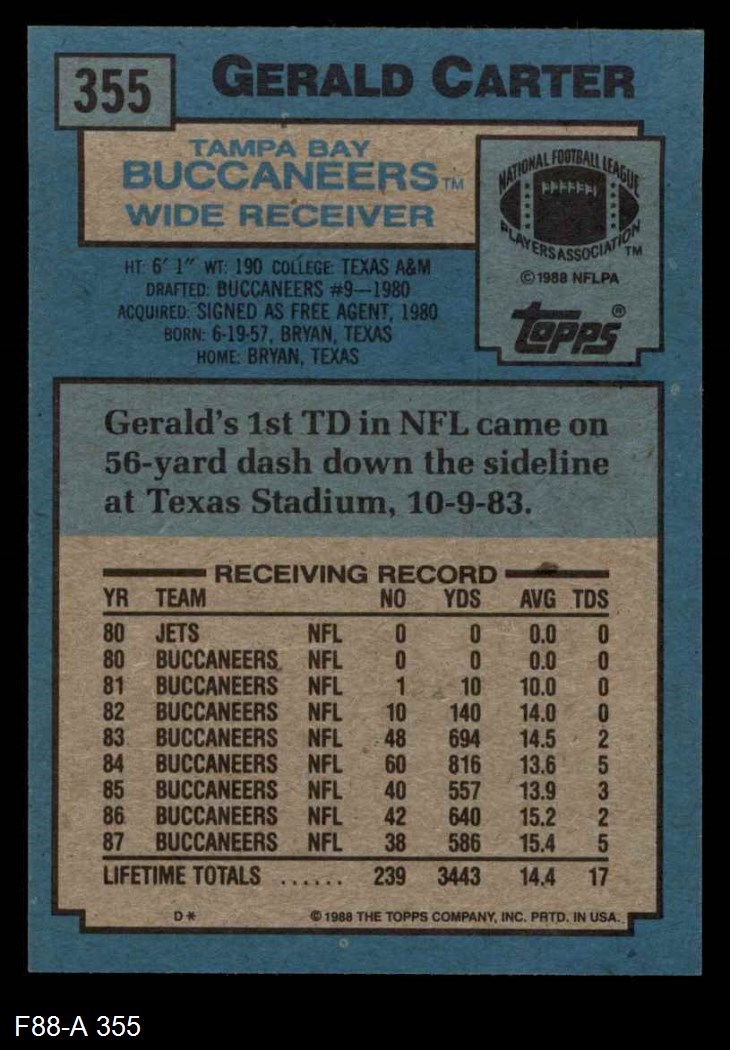 355
GERALD CARTER
TAMPA BAY
BUCCANEERS™
WIDE RECEIVER
NATIONAL FOOTBALL LEAGUE
PLAYERS ASSOCIATION™
©1988 NFLPA
TOPPS®
HT: 6' 1" WT: 190 COLLEGE: TEXAS A&M
DRAFTED: BUCCANEERS #9—1980
ACQUIRED: SIGNED AS FREE AGENT, 1980
BORN: 6-19-57, BRYAN, TEXAS
HOME: BRYAN, TEXAS
Gerald's 1st TD in NFL came on
56-yard dash down the sideline
at Texas Stadium, 10-9-83.
RECEIVING RECORD
YR TEAM NO YDS AVG TDS
80 JETS NFL 0 0 0.0 0
80 BUCCANEERS NFL 0 0 0.0 0
81 BUCCANEERS NFL 1 10 10.0 0
82 BUCCANEERS NFL 10 140 14.0 0
83 BUCCANEERS NFL 48 694 14.5 2
84 BUCCANEERS NFL 60 816 13.6 5
85 BUCCANEERS NFL 40 557 13.9 3
86 BUCCANEERS NFL 42 640 15.2 2
87 BUCCANEERS NFL 38 586 15.4 5
LIFETIME TOTALS ...... 239 3443 14.4 17
D* ©1988 THE TOPPS COMPANY, INC. PRTD. IN USA.
F88-A 355